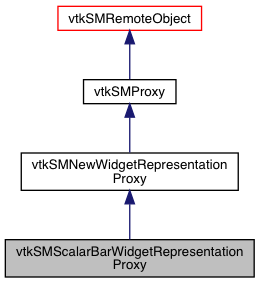 vtkSMRemoteObject
vtkSMProxy
vtkSMNewWidgetRepresentation
Proxy
vtkSMScalarBarWidgetRepresentation
Proxy